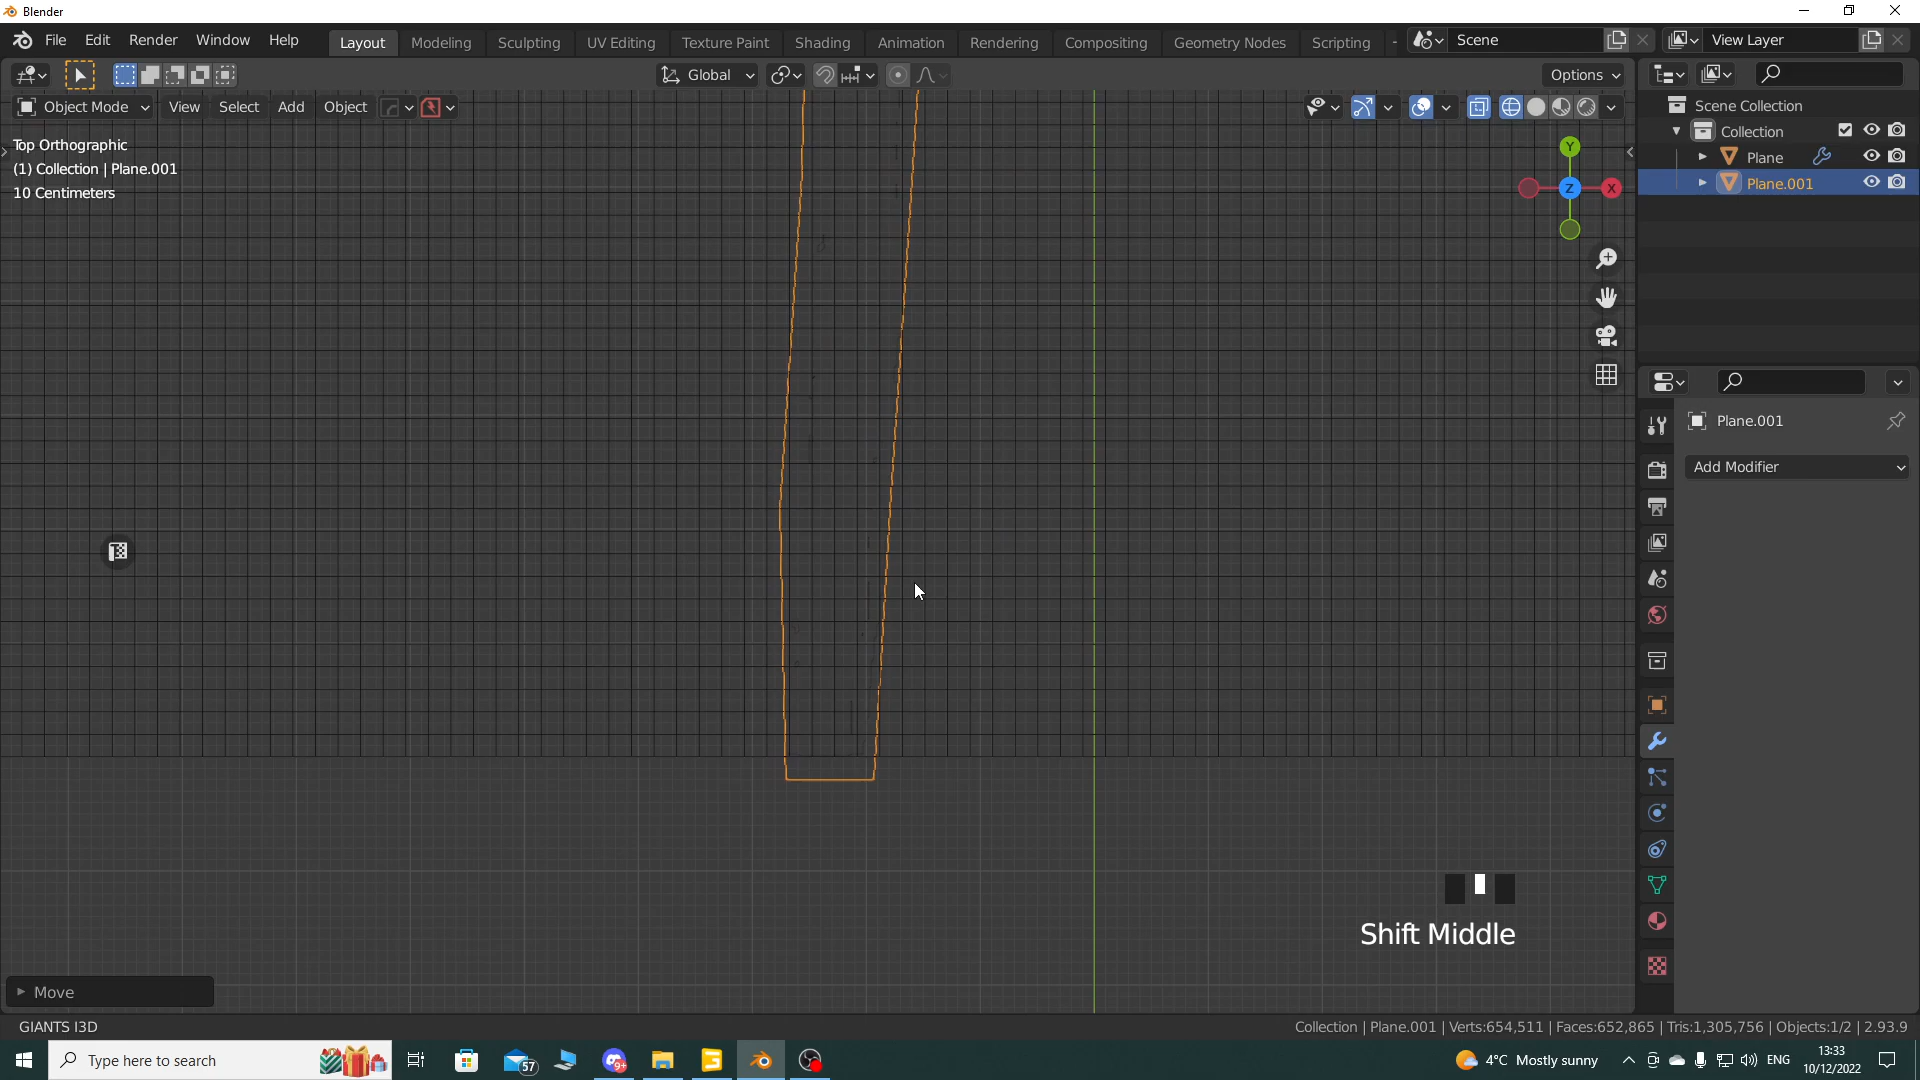 Blender
File Edit Render Window Help Layout Modeling Sculpting UV Editing Texture Paint Shading Animation Rendering Compositing Geometry Nodes Scripting Scene View Layer
Global Options
Object Mode View Select Add Object
Top Orthographic
(1) Collection | Plane.001
10 Centimeters
Y
Z
X
Scene Collection
Collection
Plane
Plane.001
Plane.001
Add Modifier
Shift Middle
Move
GIANTS I3D
Collection | Plane.001 | Verts:654,511 | Faces:652,865 | Tris:1,305,756 | Objects:1/2 | 2.93.9
Type here to search
57
9+
4°C Mostly sunny
ENG
13:33
10/12/2022